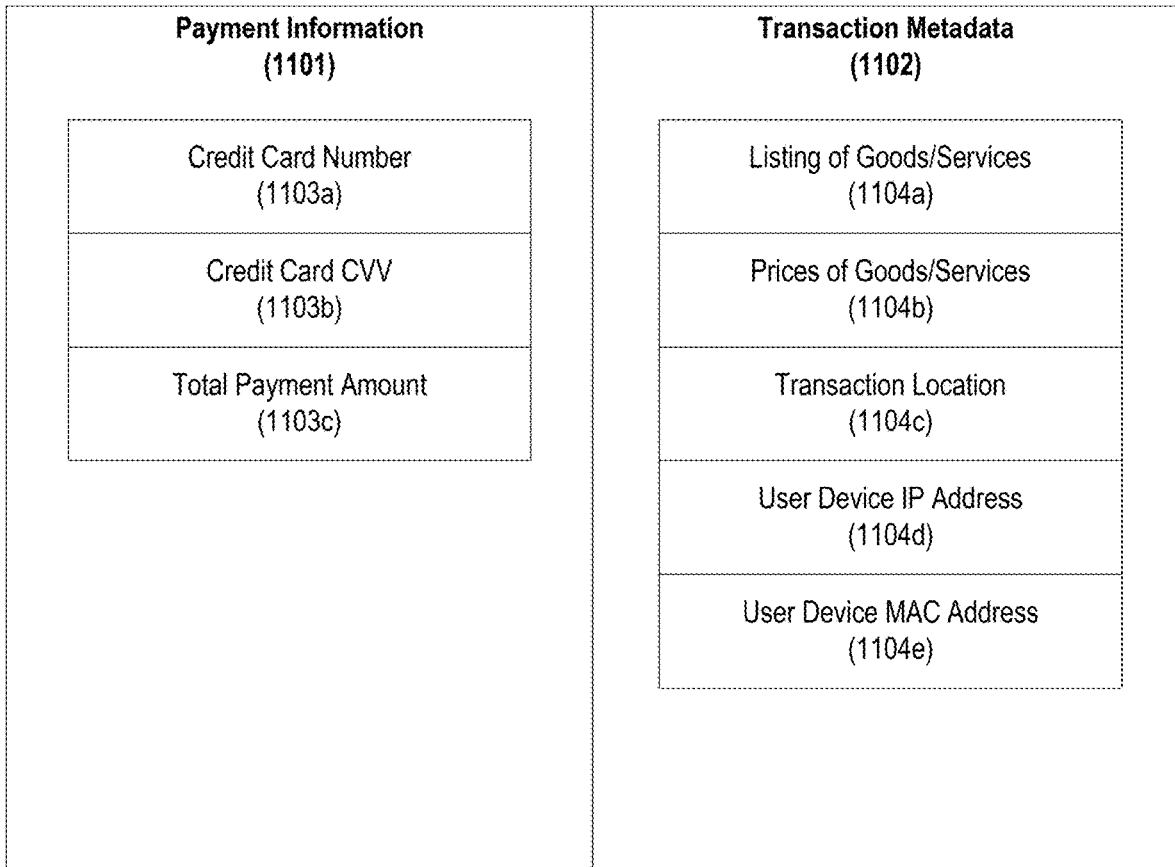 Payment Information
(1101)
Credit Card Number
(1103a)
Credit Card CVV
(1103b)
Total Payment Amount
(1103c)
Transaction Metadata
(1102)
Listing of Goods/Services
(1104a)
Prices of Goods/Services
(1104b)
Transaction Location
(1104c)
User Device IP Address
(1104d)
User Device MAC Address
(1104e)